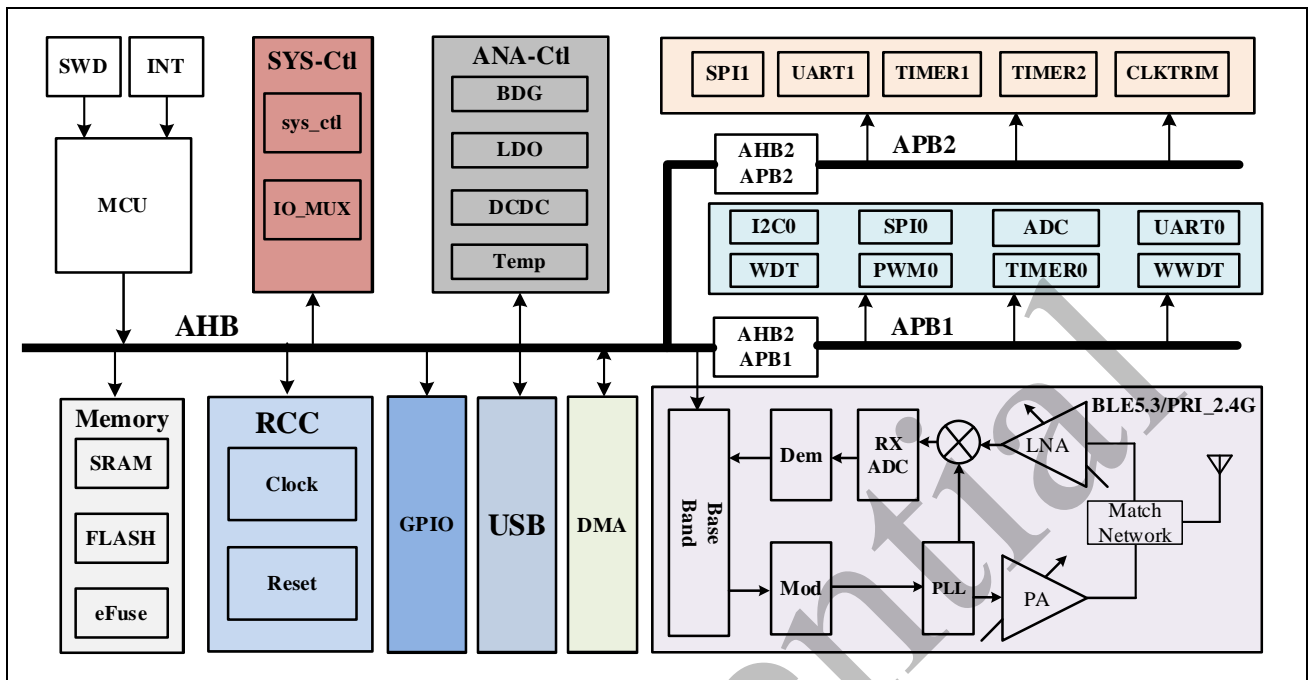 SWD
INT
MCU
SYS-Ctl
sys_ctl
IO_MUX
ANA-Ctl
BDG
LDO
DCDC
Temp
SPI1
UART1
TIMER1
TIMER2
CLKTRIM
AHB2
APB2
APB2
I2C0
SPI0
ADC
UART0
WDT
PWM0
TIMER0
WWDT
AHB
AHB2
APB1
APB1
Memory
SRAM
FLASH
eFuse
RCC
Clock
Reset
GPIO
USB
DMA
BLE5.3/PRI_2.4G
Base
Band
Dem
RX
ADC
LNA
Match
Network
Mod
PLL
PA
ential